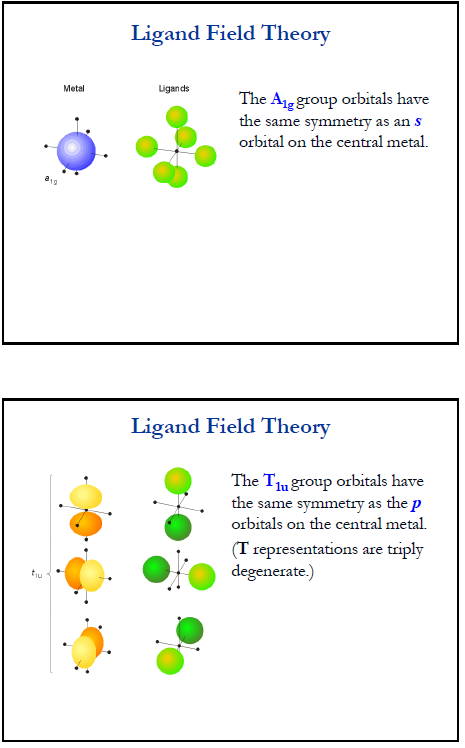 Ligand Field Theory
Metal
Ligands
a1g
The A1g group orbitals have
the same symmetry as an s
orbital on the central metal.
Ligand Field Theory
t1u
The T1u group orbitals have
the same symmetry as the p
orbitals on the central metal.
(T representations are triply
degenerate.)